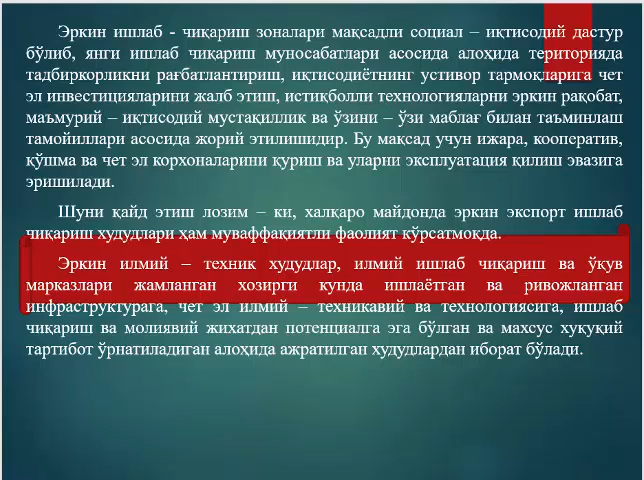 Эркин ишлаб - чиқариш зоналари мақсадли социал – иқтисодий дастур
бўлиб, янги ишлаб чиқариш муносабатлари асосида алоҳида територияда
тадбиркорликни рағбатлантириш, иқтисодиётнинг устивор тармоқларига чет
эл инвестицияларини жалб этиш, истиқболли технологияларни эркин рақобат,
маъмурий – иқтисодий мустақиллик ва ўзини – ўзи маблағ билан таъминлаш
тамойиллари асосида жорий этилишидир. Бу мақсад учун ижара, кооператив,
қўшма ва чет эл корхоналарини қуриш ва уларни эксплуатация қилиш эвазига
эришилади.
Шуни қайд этиш лозим – ки, халқаро майдонда эркин экспорт ишлаб
чиқариш худудлари ҳам муваффақиятли фаолият кўрсатмоқда.
Эркин илмий – техник худудлар, илмий ишлаб чиқариш ва ўқув
марказлари жамланган хозирги кунда ишлаётган ва ривожланган
инфраструктурага, чет эл илмий – техникавий ва технологиясига, ишлаб
чиқариш ва молиявий жихатдан потенциалга эга бўлган ва махсус хуқуқий
тартибот ўрнатиладиган алоҳида ажратилган худудлардан иборат бўлади.